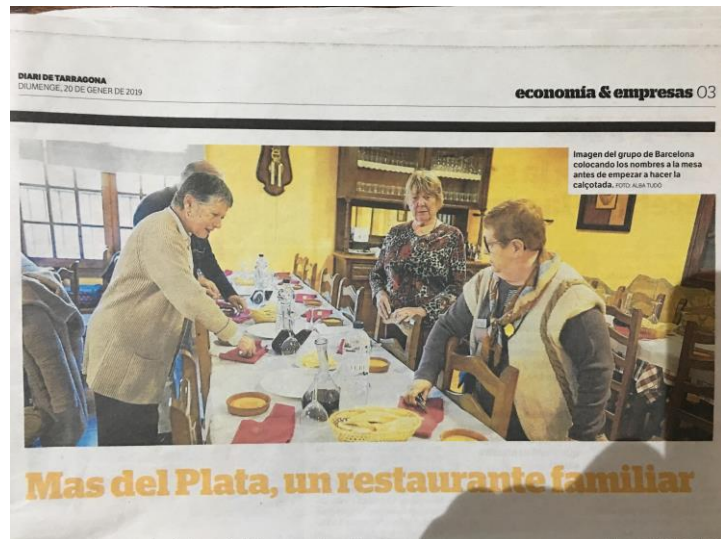 DIARI DE TARRAGONA
DIUMENGE, 20 DE GENER DE 2019
economía & empresas 03
Imagen del grupo de Barcelona
colocando los nombres a la mesa
antes de empezar a hacer la
calçotada. FOTO: ALBA TUDÓ
Mas del Plata, un restaurante familiar